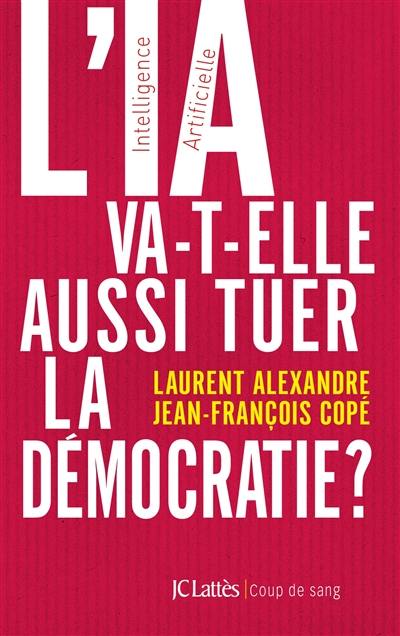 L'IA
Intelligence
Artificielle
VA-T-ELLE
AUSSI TUER
LA
DÉMOCRATIE ?
LAURENT ALEXANDRE
JEAN-FRANÇOIS COPÉ
JC Lattès | Coup de sang